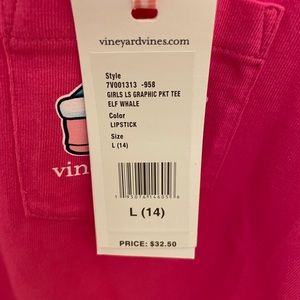 vineyardvines.com
Style
7V001313 -958
GIRLS LS GRAPHIC PKT TEE
ELF WHALE
Color
LIPSTICK
Size
L (14)
L (14)
PRICE: $32.50
vin